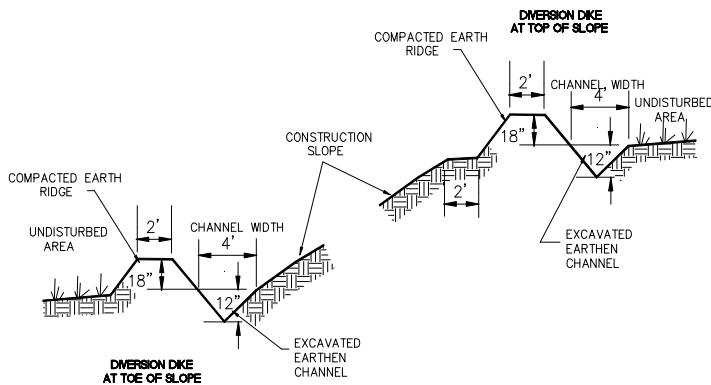 DIVERSION DIKE
AT TOP OF SLOPE
COMPACTED EARTH
RIDGE
2'
CHANNEL WIDTH
4'
UNDISTURBED
AREA
18"
12"
CONSTRUCTION
SLOPE
2'
EXCAVATED
EARTHEN
CHANNEL
COMPACTED EARTH
RIDGE
2'
CHANNEL WIDTH
4'
UNDISTURBED
AREA
18"
12"
EXCAVATED
EARTHEN
CHANNEL
DIVERSION DIKE
AT TOE OF SLOPE